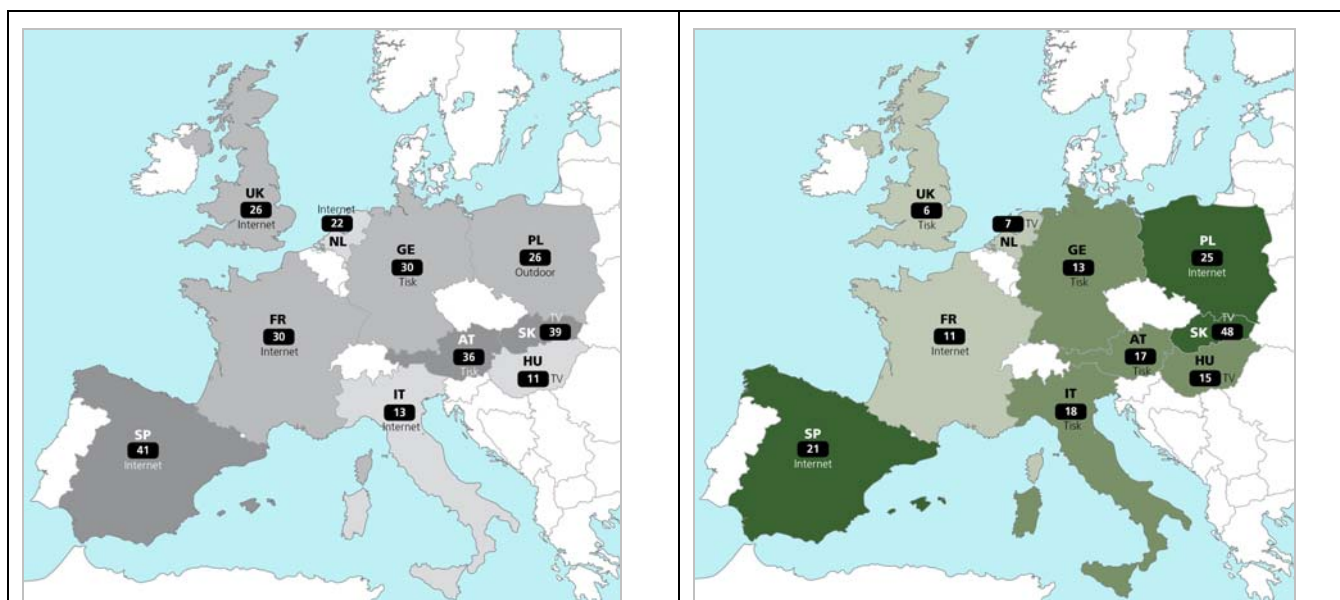 UK
26
Internet
Internet
22
NL
GE
30
Tisk
PL
26
Outdoor
FR
30
Internet
TV
SK 39
AT
36
Tisk
HU
11 TV
IT
13
Internet
SP
41
Internet
UK
6
Tisk
7 TV
NL
GE
13
Tisk
PL
25
Internet
FR
11
Internet
TV
SK 48
AT
17
Tisk
HU
15 TV
IT
18
Tisk
SP
21
Internet